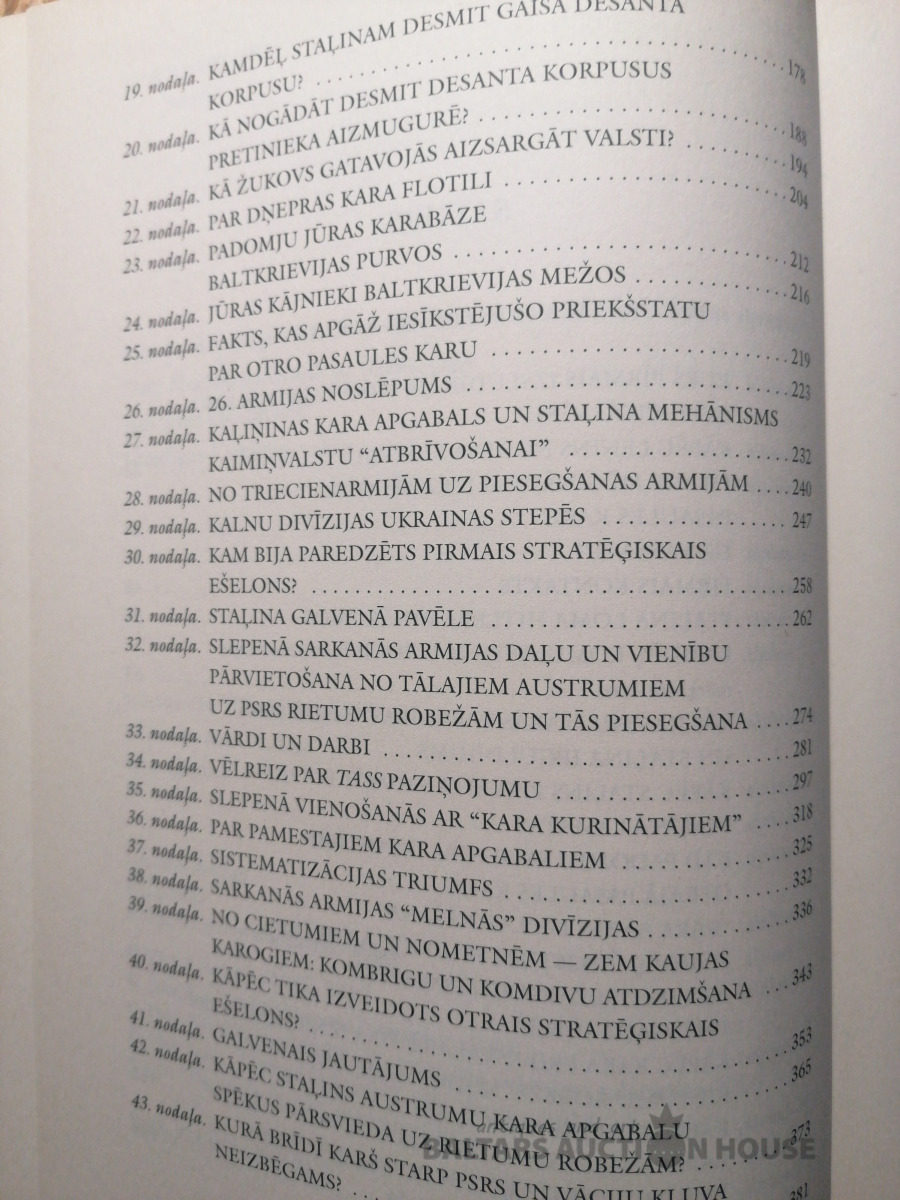 19. nodaļa. KAMDĒĻ STAĻINAM DESMIT GAISA DESANTA
KORPUSU? . . . . . . . . . . . . . . . . . . . . . . . . . . . . . 178
20. nodaļa. KĀ NOGĀDĀT DESMIT DESANTA KORPUSUS
PRETINIEKA AIZMUGURĒ? . . . . . . . . . . . . . . . . . . . . 188
21. nodaļa. KĀ ŽUKOVS GATAVOJĀS AIZSARGĀT VALSTI? . . . . . . . . 194
22. nodaļa. PAR DŅEPRAS KARA FLOTILI . . . . . . . . . . . . . . . . . . . 204
23. nodaļa. PADOMJU JŪRAS KARABĀZE
BALTKRIEVIJAS PURVOS . . . . . . . . . . . . . . . . . . . . . 212
24. nodaļa. JŪRAS KĀJNIEKI BALTKRIEVIJAS MEŽOS . . . . . . . . . . . 216
25. nodaļa. FAKTS, KAS APGĀŽ IESĪKSTĒJUŠO PRIEKŠSTATU
PAR OTRO PASAULES KARU . . . . . . . . . . . . . . . . . . . 219
26. nodaļa. 26. ARMIJAS NOSLĒPUMS . . . . . . . . . . . . . . . . . . . . . 223
27. nodaļa. KAĻIŅINAS KARA APGABALS UN STAĻINA MEHĀNISMS
KAIMIŅVALSTU “ATBRĪVOŠANAI” . . . . . . . . . . . . . . 232
28. nodaļa. NO TRIECIENARMIJĀM UZ PIESEGŠANAS ARMIJĀM . . . . 240
29. nodaļa. KALNU DIVĪZIJAS UKRAINAS STEPĒS . . . . . . . . . . . . . 247
30. nodaļa. KAM BIJA PAREDZĒTS PIRMAIS STRATĒĢISKAIS
EŠELONS? . . . . . . . . . . . . . . . . . . . . . . . . . . . . . . 258
31. nodaļa. STAĻINA GALVENĀ PAVĒLE . . . . . . . . . . . . . . . . . . . 262
32. nodaļa. SLEPENĀ SARKANĀS ARMIJAS DAĻU UN VIENĪBU
PĀRVIETOŠANA NO TĀLAJIEM AUSTRUMIEM
UZ PSRS RIETUMU ROBEŽĀM UN TĀS PIESEGŠANA . . . . 274
33. nodaļa. VĀRDI UN DARBI . . . . . . . . . . . . . . . . . . . . . . . . . . 281
34. nodaļa. VĒLREIZ PAR TASS PAZIŅOJUMU . . . . . . . . . . . . . . . 297
35. nodaļa. SLEPENĀ VIENOŠANĀS AR “KARA KURINĀTĀJIEM” . . . . 318
36. nodaļa. PAR PAMESTAJIEM KARA APGABALIEM . . . . . . . . . . . . 325
37. nodaļa. SISTEMATIZĀCIJAS TRIUMFS . . . . . . . . . . . . . . . . . . . 332
38. nodaļa. SARKANĀS ARMIJAS “MELNĀS” DIVĪZIJAS . . . . . . . . . . 336
39. nodaļa. NO CIETUMIEM UN NOMETNĒM — ZEM KAUJAS
KAROGIEM: KOMBRIGU UN KOMDIVU ATDZIMŠANA . . . 343
40. nodaļa. KĀPĒC TIKA IZVEIDOTS OTRAIS STRATĒĢISKAIS
EŠELONS? . . . . . . . . . . . . . . . . . . . . . . . . . . . . . . 353
41. nodaļa. GALVENAIS JAUTĀJUMS . . . . . . . . . . . . . . . . . . . . . . 365
42. nodaļa. KĀPĒC STAĻINS AUSTRUMU KARA APGABALU
SPĒKUS PĀRSVIEDA UZ RIETUMU ROBEŽĀM? . . . . . . . . 373
43. nodaļa. KURĀ BRĪDĪ KARŠ STARP PSRS UN VĀCIJU KĻUVA
NEIZBĒGAMS? . . . . . . . . . . . . . . . . . . . . . . . . . . . 381
BALTARS AUCTION HOUSE